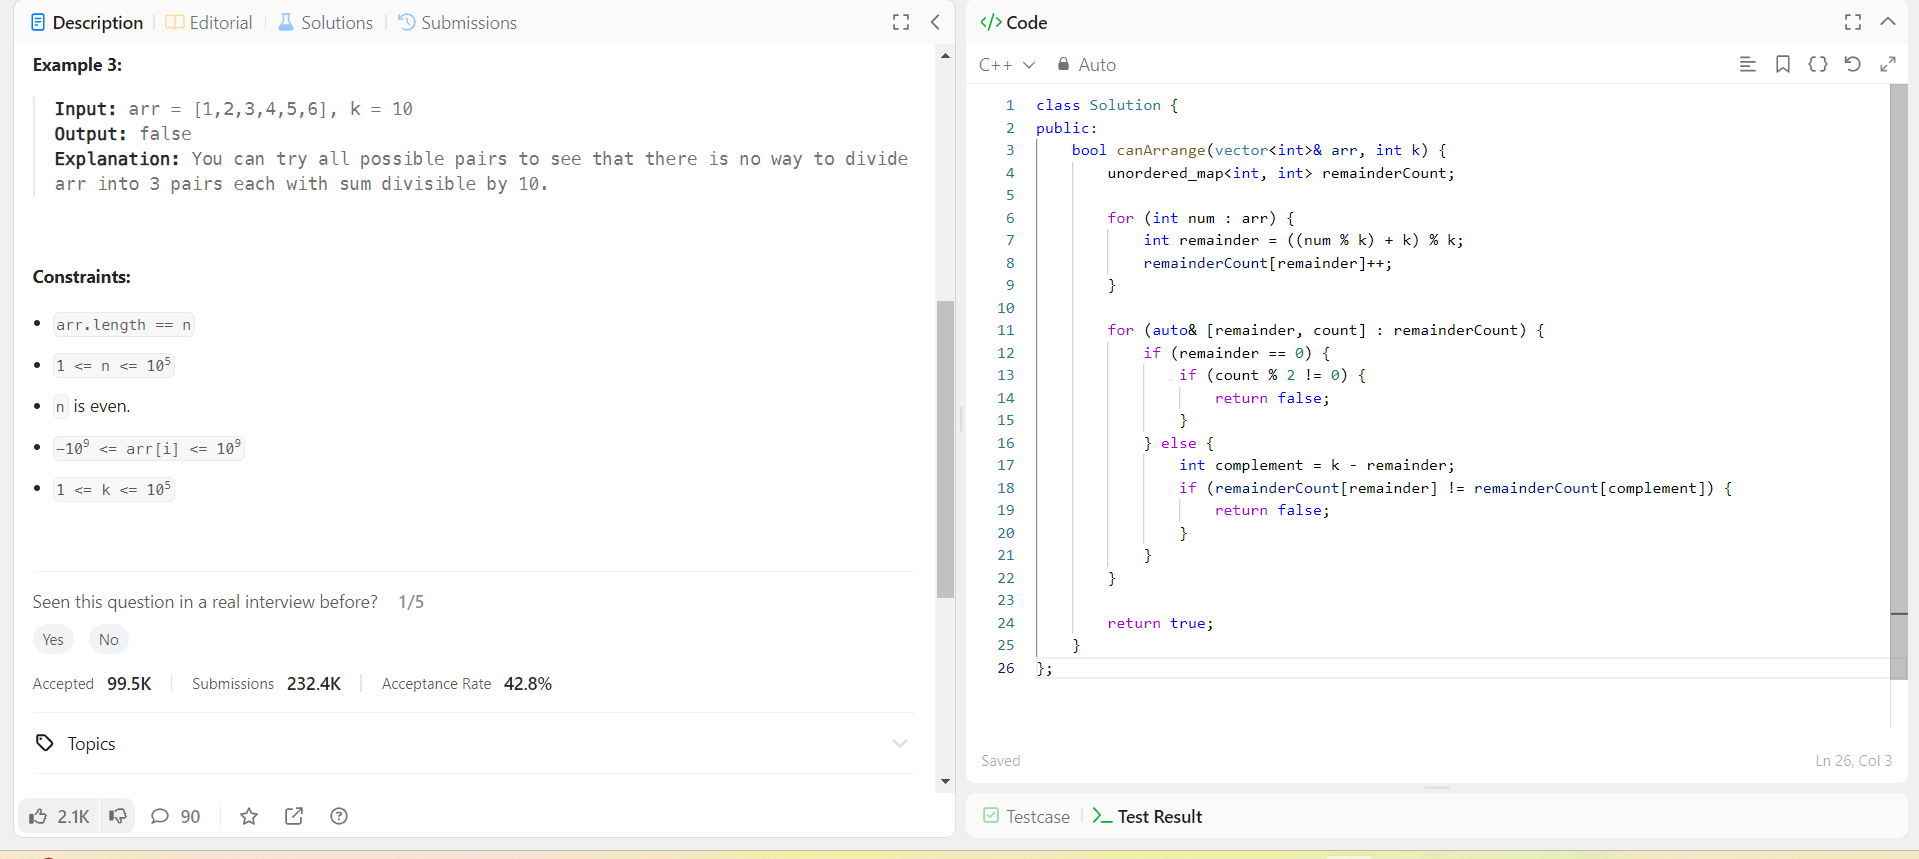 Description Editorial Solutions Submissions
Example 3:
Input: arr = [1,2,3,4,5,6], k = 10
Output: false
Explanation: You can try all possible pairs to see that there is no way to divide
arr into 3 pairs each with sum divisible by 10.
Constraints:
• arr.length == n
• 1 <= n <= 10⁵
• n is even.
• -10⁹ <= arr[i] <= 10⁹
• 1 <= k <= 10⁵
Seen this question in a real interview before? 1/5
Yes No
Accepted 99.5K Submissions 232.4K Acceptance Rate 42.8%
Topics
2.1K 90
</> Code
C++ Auto
1 class Solution {
2 public:
3     bool canArrange(vector<int>& arr, int k) {
4         unordered_map<int, int> remainderCount;
5
6         for (int num : arr) {
7             int remainder = ((num % k) + k) % k;
8             remainderCount[remainder]++;
9         }
10
11         for (auto& [remainder, count] : remainderCount) {
12             if (remainder == 0) {
13                 if (count % 2 != 0) {
14                     return false;
15                 }
16             } else {
17                 int complement = k - remainder;
18                 if (remainderCount[remainder] != remainderCount[complement]) {
19                     return false;
20                 }
21             }
22         }
23
24         return true;
25     }
26 };
Saved Ln 26, Col 3
Testcase >_ Test Result